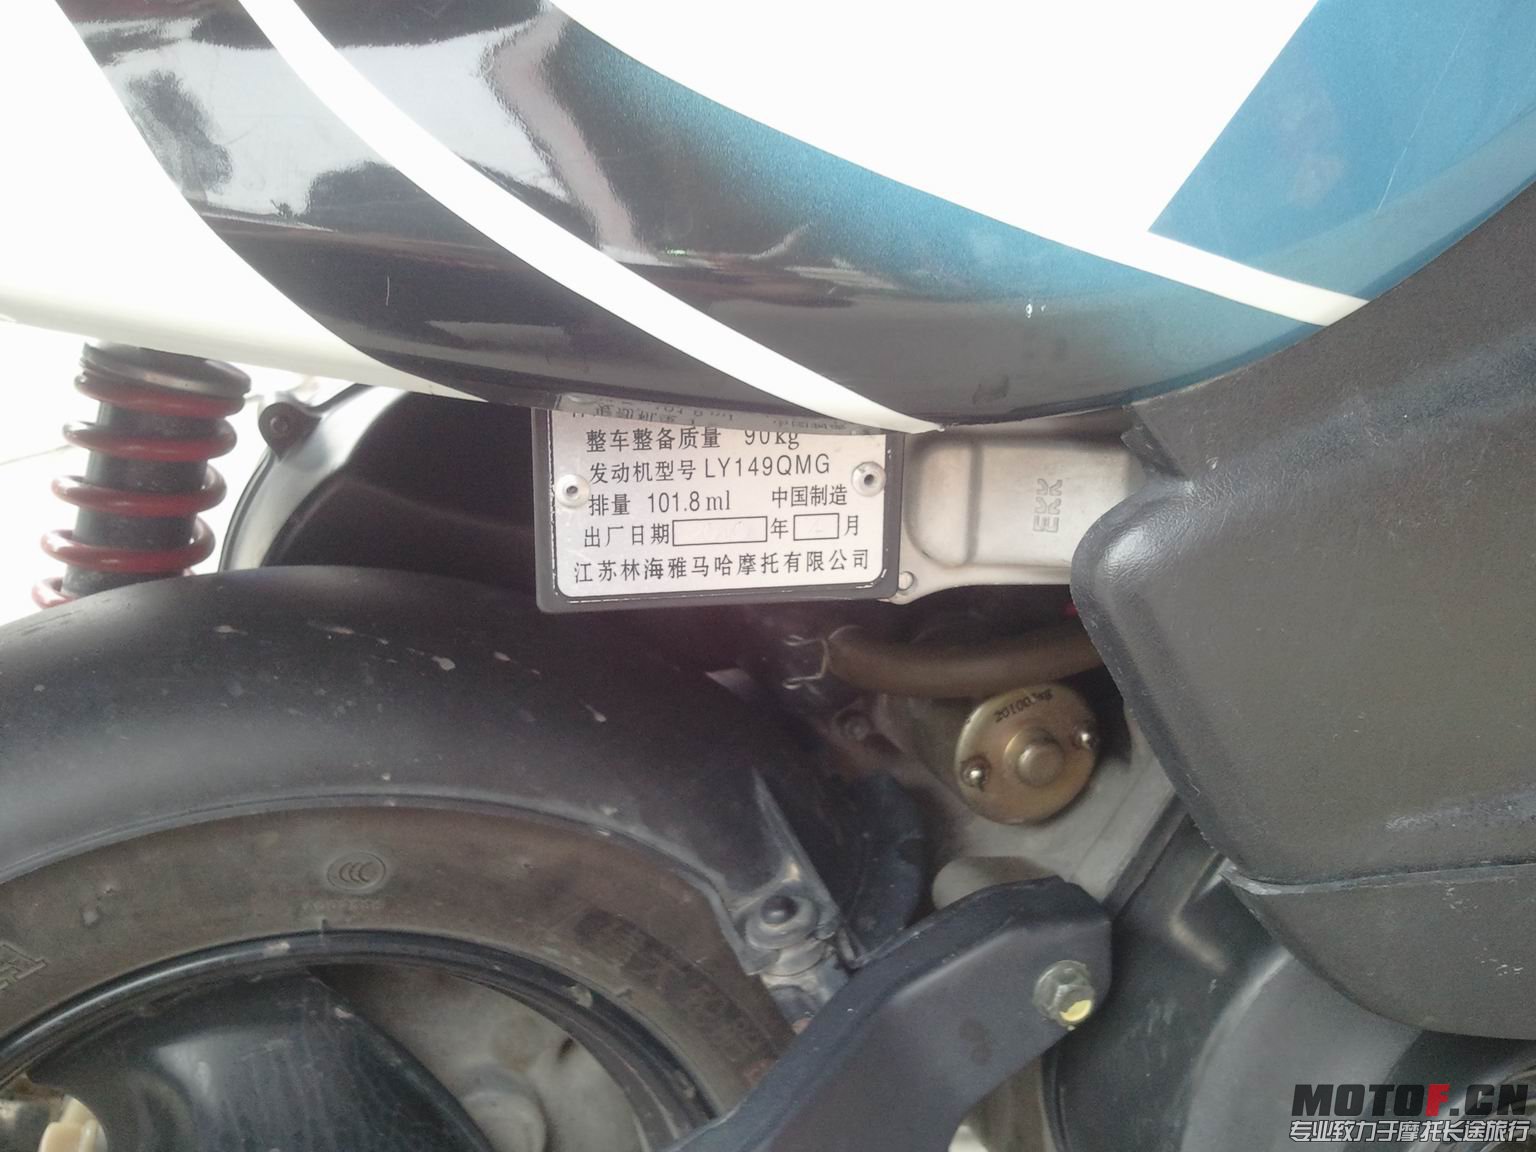 整车整备质量 90kg
发动机型号 LY149QMG
排量 101.8ml 中国制造
出厂日期 年 月
江苏林海雅马哈摩托有限公司
EKK
CCC
MOTOF.CN
专业致力于摩托长途旅行